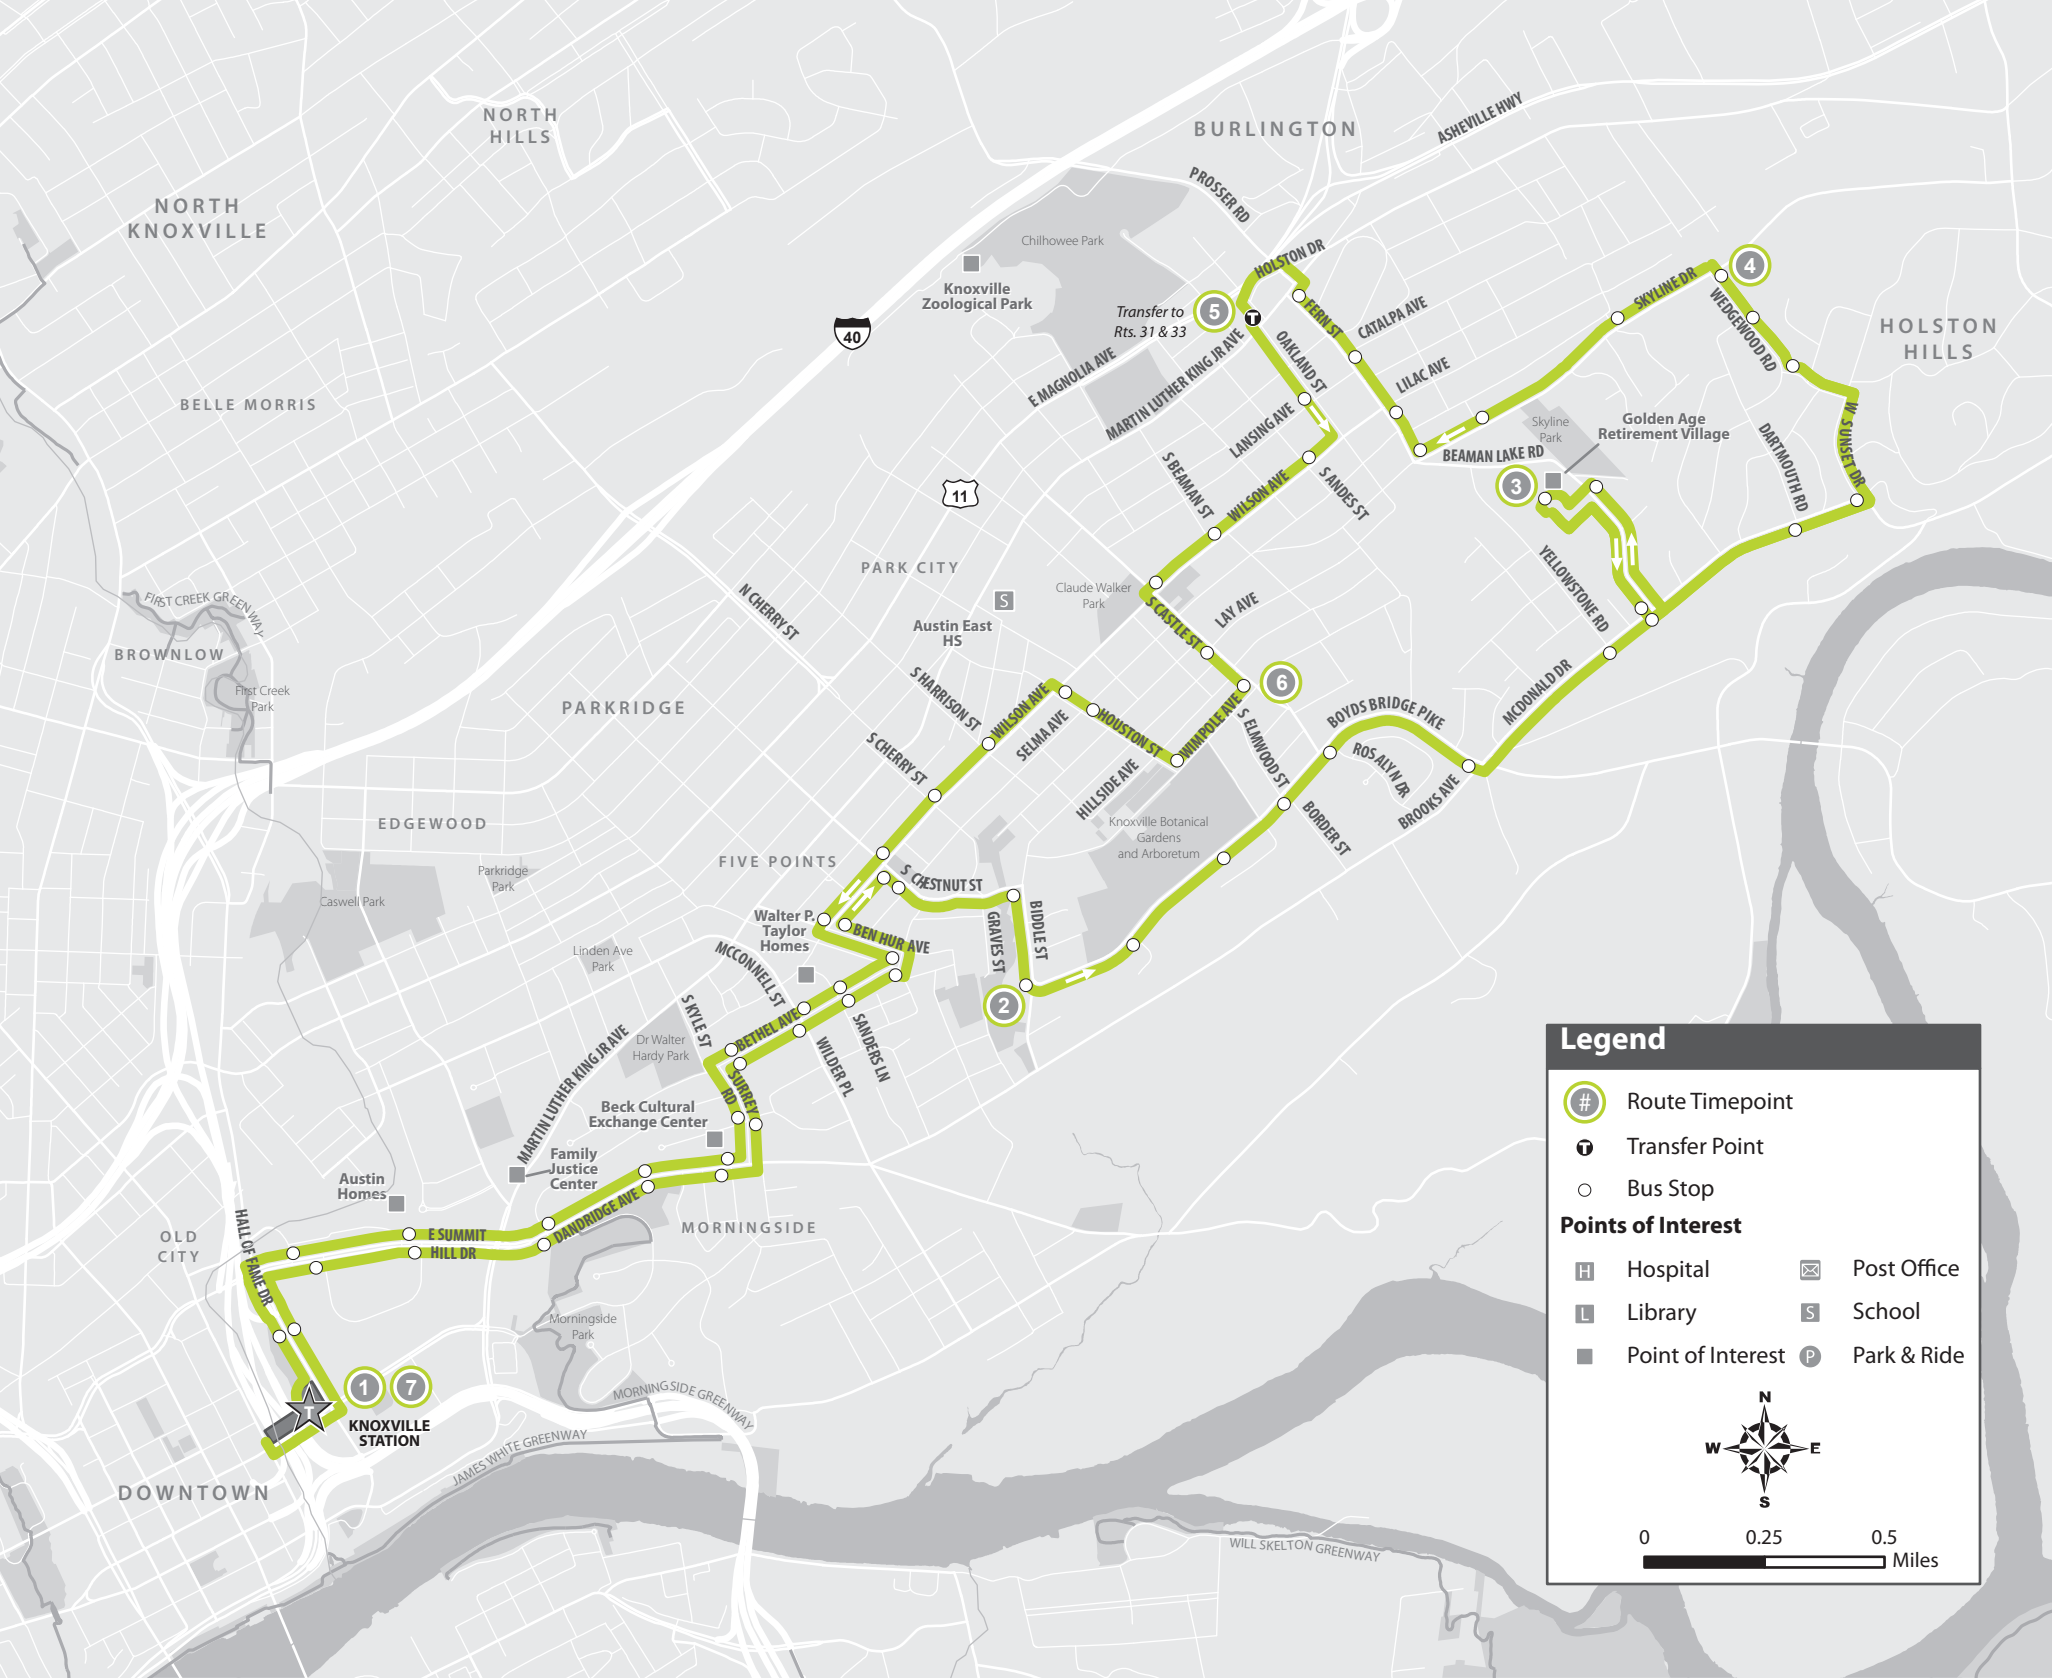 NORTH
HILLS
BURLINGTON
ASHEVILLE HWY
PROSSER RD
NORTH
KNOXVILLE
Chilhowee Park
HOLSTON DR
4
Knoxville
Zoological Park
Transfer to
Rts. 31 & 33
5
T
FERN ST
CATALPA AVE
SKYLINE DR
WEDGEWOOD RD
HOLSTON
HILLS
40
E MAGNOLIA AVE
MARTIN LUTHER KING JR AVE
OAKLAND ST
LILAC AVE
BELLE MORRIS
LANSING AVE
Skyline
Park
Golden Age
Retirement Village
W SUNSET DR
DARTMOUTH RD
BEAMAN LAKE RD
3
S BEAMAN ST
WILSON AVE
S SANDES ST
11
PARK CITY
YELLOWSTONE RD
Claude Walker
Park
S
Austin East
HS
N CHERRY ST
S CASTLE ST
LAY AVE
FIRST CREEK GREENWAY
BROWNLOW
First Creek
Park
PARKRIDGE
S HARRISON ST
WILSON AVE
SELMA AVE
HOUSTON ST
WIMPOLE AVE
6
S ELMWOOD ST
BOYDS BRIDGE PIKE
MCDONALD DR
S CHERRY ST
HILLSIDE AVE
ROSALYN DR
BROOKS AVE
BORDER ST
EDGEWOOD
Knoxville Botanical
Gardens
and Arboretum
FIVE POINTS
Parkridge
Park
Caswell Park
S CHESTNUT ST
GRAVES ST
BIDDLE ST
Walter P.
Taylor
Homes
BEN HUR AVE
Linden Ave
Park
MCCONNELL ST
2
S KYLE ST
BETHEL AVE
SANDERS LN
WILDER PL
Dr Walter
Hardy Park
MARTIN LUTHER KING JR AVE
SURREY
RD
Beck Cultural
Exchange Center
Family
Justice
Center
Austin
Homes
HALL OF FAME DR
OLD
CITY
E SUMMIT
HILL DR
DANDRIDGE AVE
MORNINGSIDE
Morningside
Park
1
7
T
KNOXVILLE
STATION
MORNINGSIDE GREENWAY
JAMES WHITE GREENWAY
DOWNTOWN
WILL SKELTON GREENWAY
Legend
# Route Timepoint
T Transfer Point
Bus Stop
Points of Interest
H Hospital
Post Office
L Library
S School
Point of Interest
P Park & Ride
N
W E
S
0 0.25 0.5
Miles